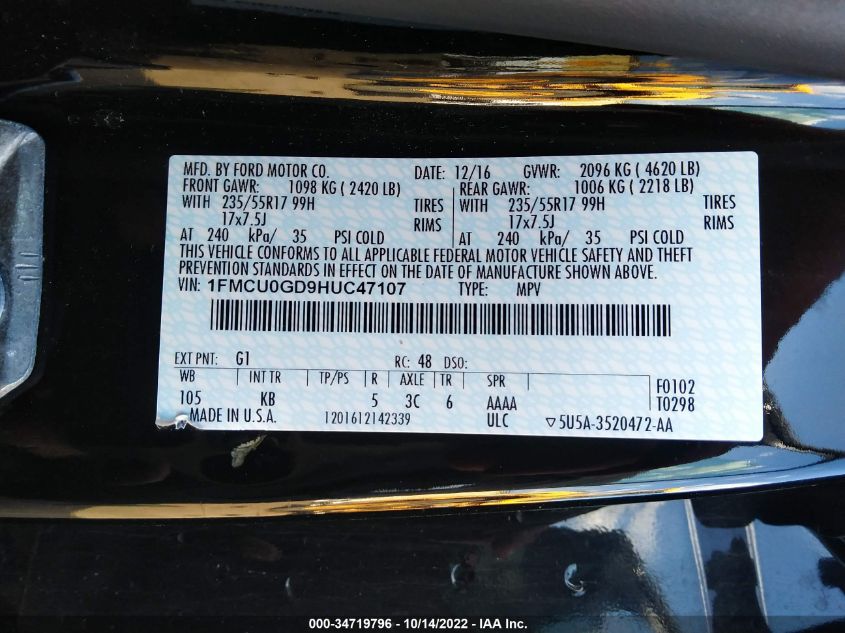 MFD. BY FORD MOTOR CO. DATE: 12/16 GVWR: 2096 KG ( 4620 LB)
FRONT GAWR: 1098 KG ( 2420 LB) REAR GAWR: 1006 KG ( 2218 LB)
WITH 235/55R17 99H TIRES WITH 235/55R17 99H TIRES
17x7.5J RIMS 17x7.5J RIMS
AT 240 kPa/ 35 PSI COLD AT 240 kPa/ 35 PSI COLD
THIS VEHICLE CONFORMS TO ALL APPLICABLE FEDERAL MOTOR VEHICLE SAFETY AND THEFT
PREVENTION STANDARDS IN EFFECT ON THE DATE OF MANUFACTURE SHOWN ABOVE.
VIN: 1FMCU0GD9HUC47107 TYPE: MPV
EXT PNT: G1 RC: 48 DSO:
WB INT TR TP/PS R AXLE TR SPR F0102
105 KB 5 3C 6 AAAA T0298
MADE IN U.S.A. 1201612142339 ULC ▽5U5A-3520472-AA
000-34719796 - 10/14/2022 - IAA Inc.